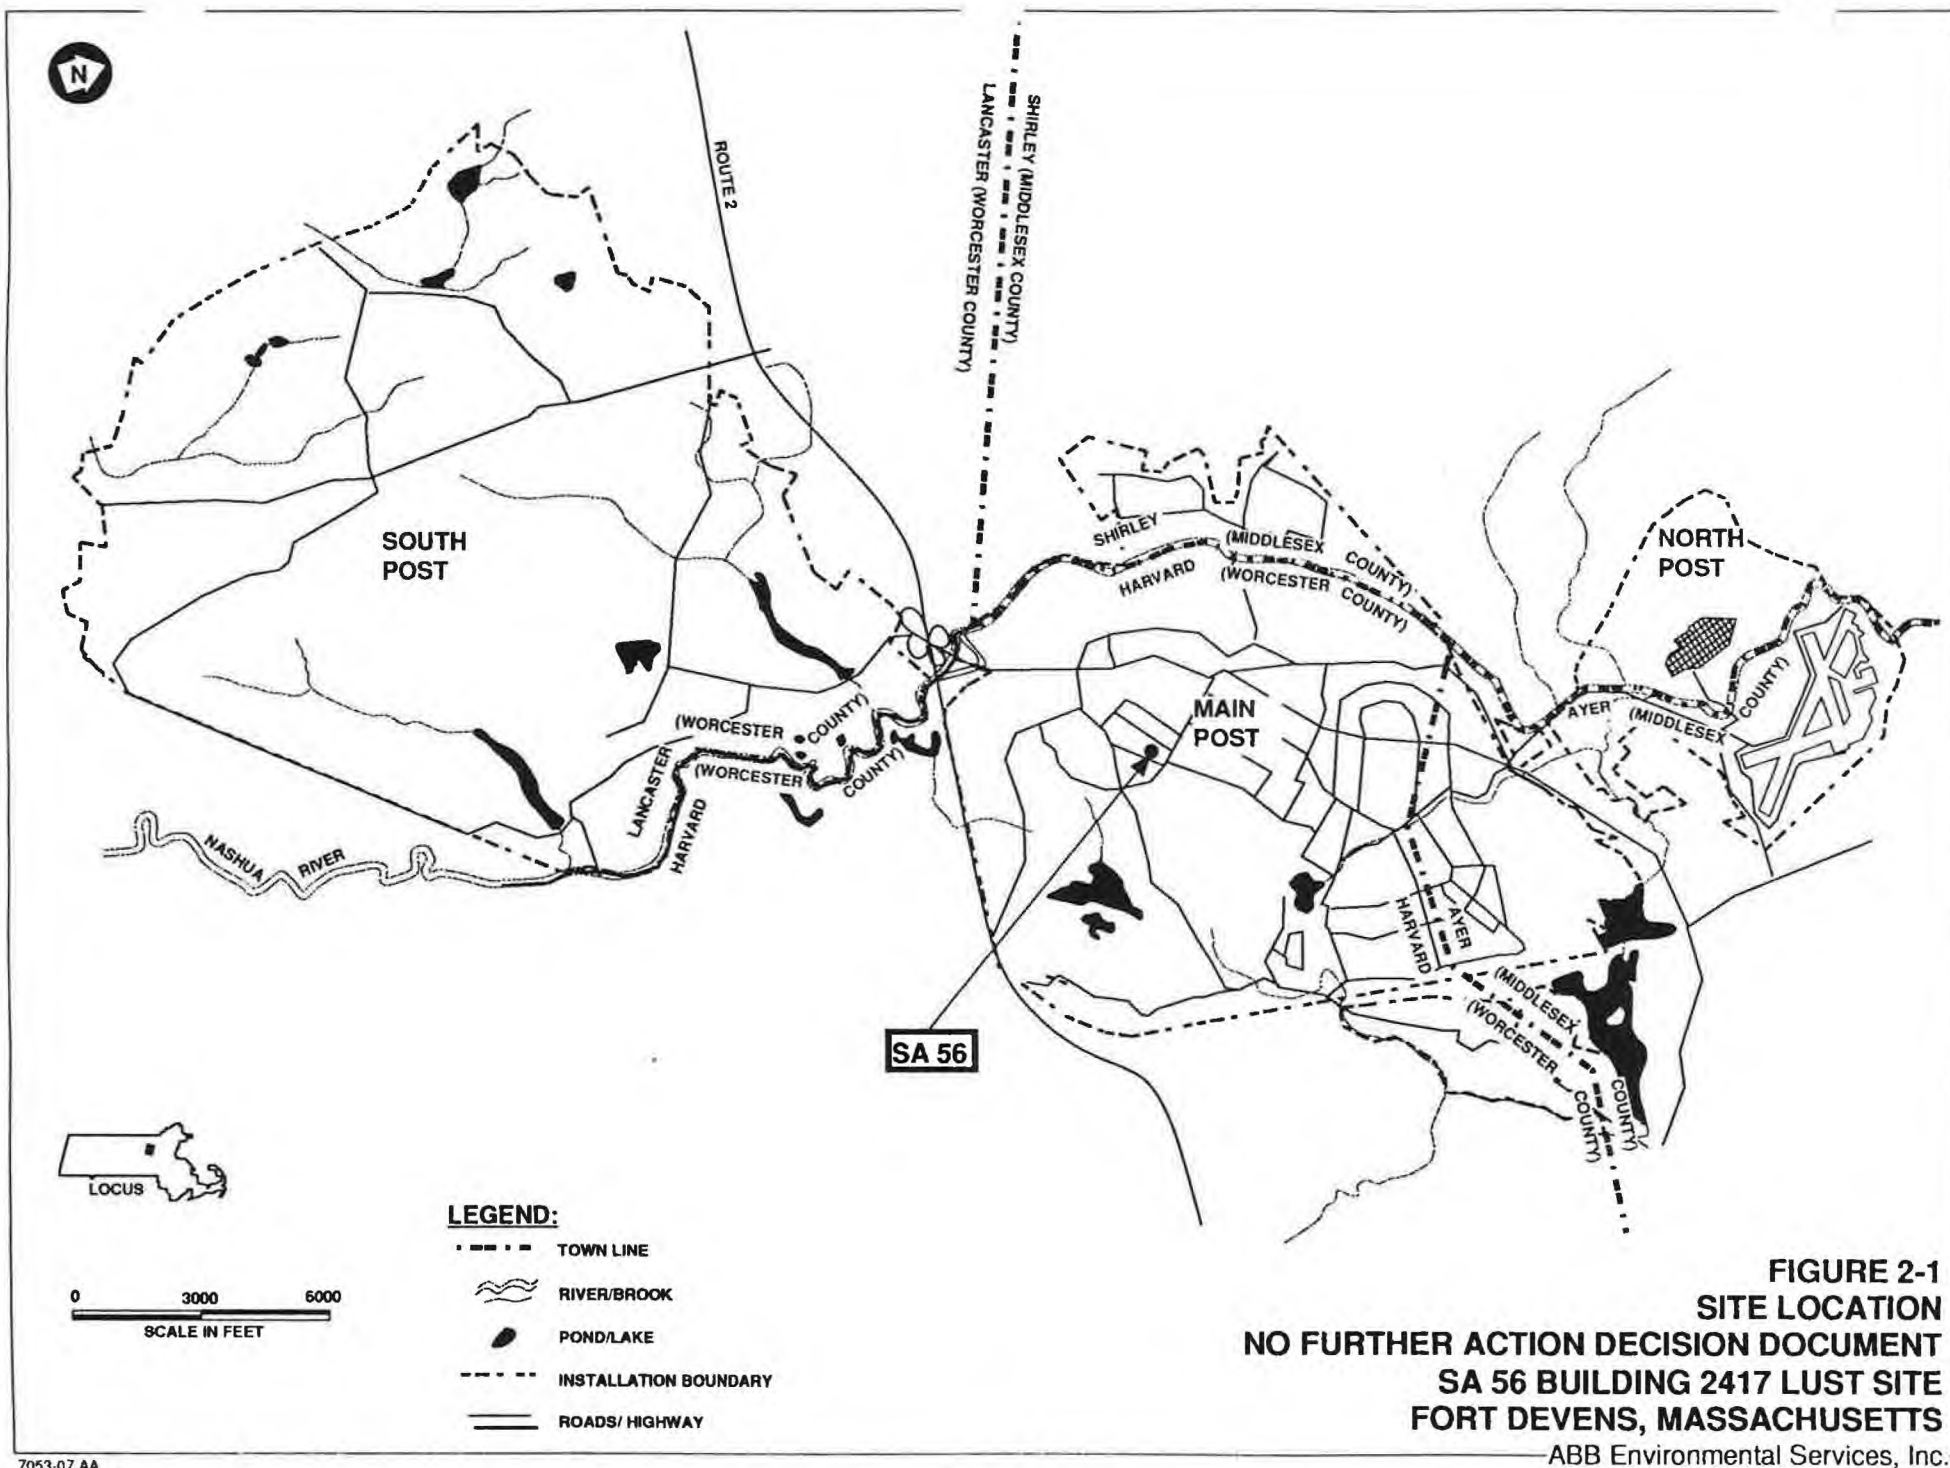 N
ROUTE 2
LANCASTER (WORCESTER COUNTY)
SHIRLEY (MIDDLESEX COUNTY)
SOUTH
POST
SHIRLEY (MIDDLESEX COUNTY)
HARVARD (WORCESTER COUNTY)
NORTH
POST
MAIN
POST
AYER (MIDDLESEX COUNTY)
LANCASTER (WORCESTER COUNTY)
HARVARD (WORCESTER COUNTY)
NASHUA RIVER
HARVARD
AYER
(MIDDLESEX COUNTY)
(WORCESTER COUNTY)
SA 56
LOCUS
0 3000 6000
SCALE IN FEET
LEGEND:
TOWN LINE
RIVER/BROOK
POND/LAKE
INSTALLATION BOUNDARY
ROADS/ HIGHWAY
FIGURE 2-1
SITE LOCATION
NO FURTHER ACTION DECISION DOCUMENT
SA 56 BUILDING 2417 LUST SITE
FORT DEVENS, MASSACHUSETTS
ABB Environmental Services, Inc.
7053-07 AA